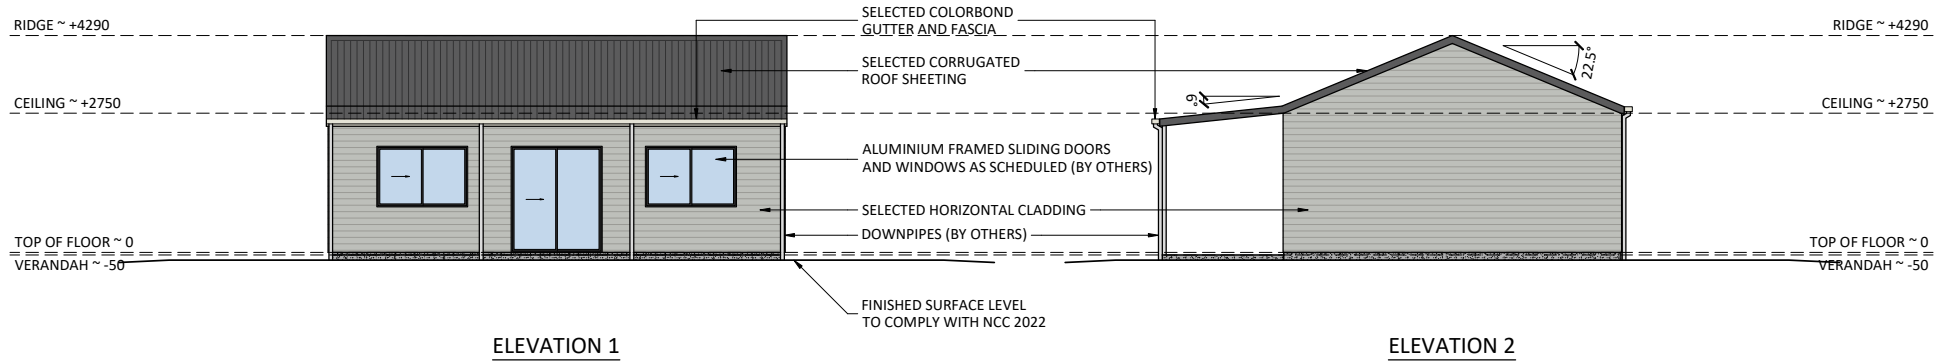 RIDGE ~ +4290
CEILING ~ +2750
TOP OF FLOOR ~ 0
VERANDAH ~ -50
SELECTED COLORBOND
GUTTER AND FASCIA
SELECTED CORRUGATED
ROOF SHEETING
ALUMINIUM FRAMED SLIDING DOORS
AND WINDOWS AS SCHEDULED (BY OTHERS)
SELECTED HORIZONTAL CLADDING
DOWNPIPES (BY OTHERS)
FINISHED SURFACE LEVEL
TO COMPLY WITH NCC 2022
ELEVATION 1
6°
22.5°
RIDGE ~ +4290
CEILING ~ +2750
TOP OF FLOOR ~ 0
VERANDAH ~ -50
ELEVATION 2